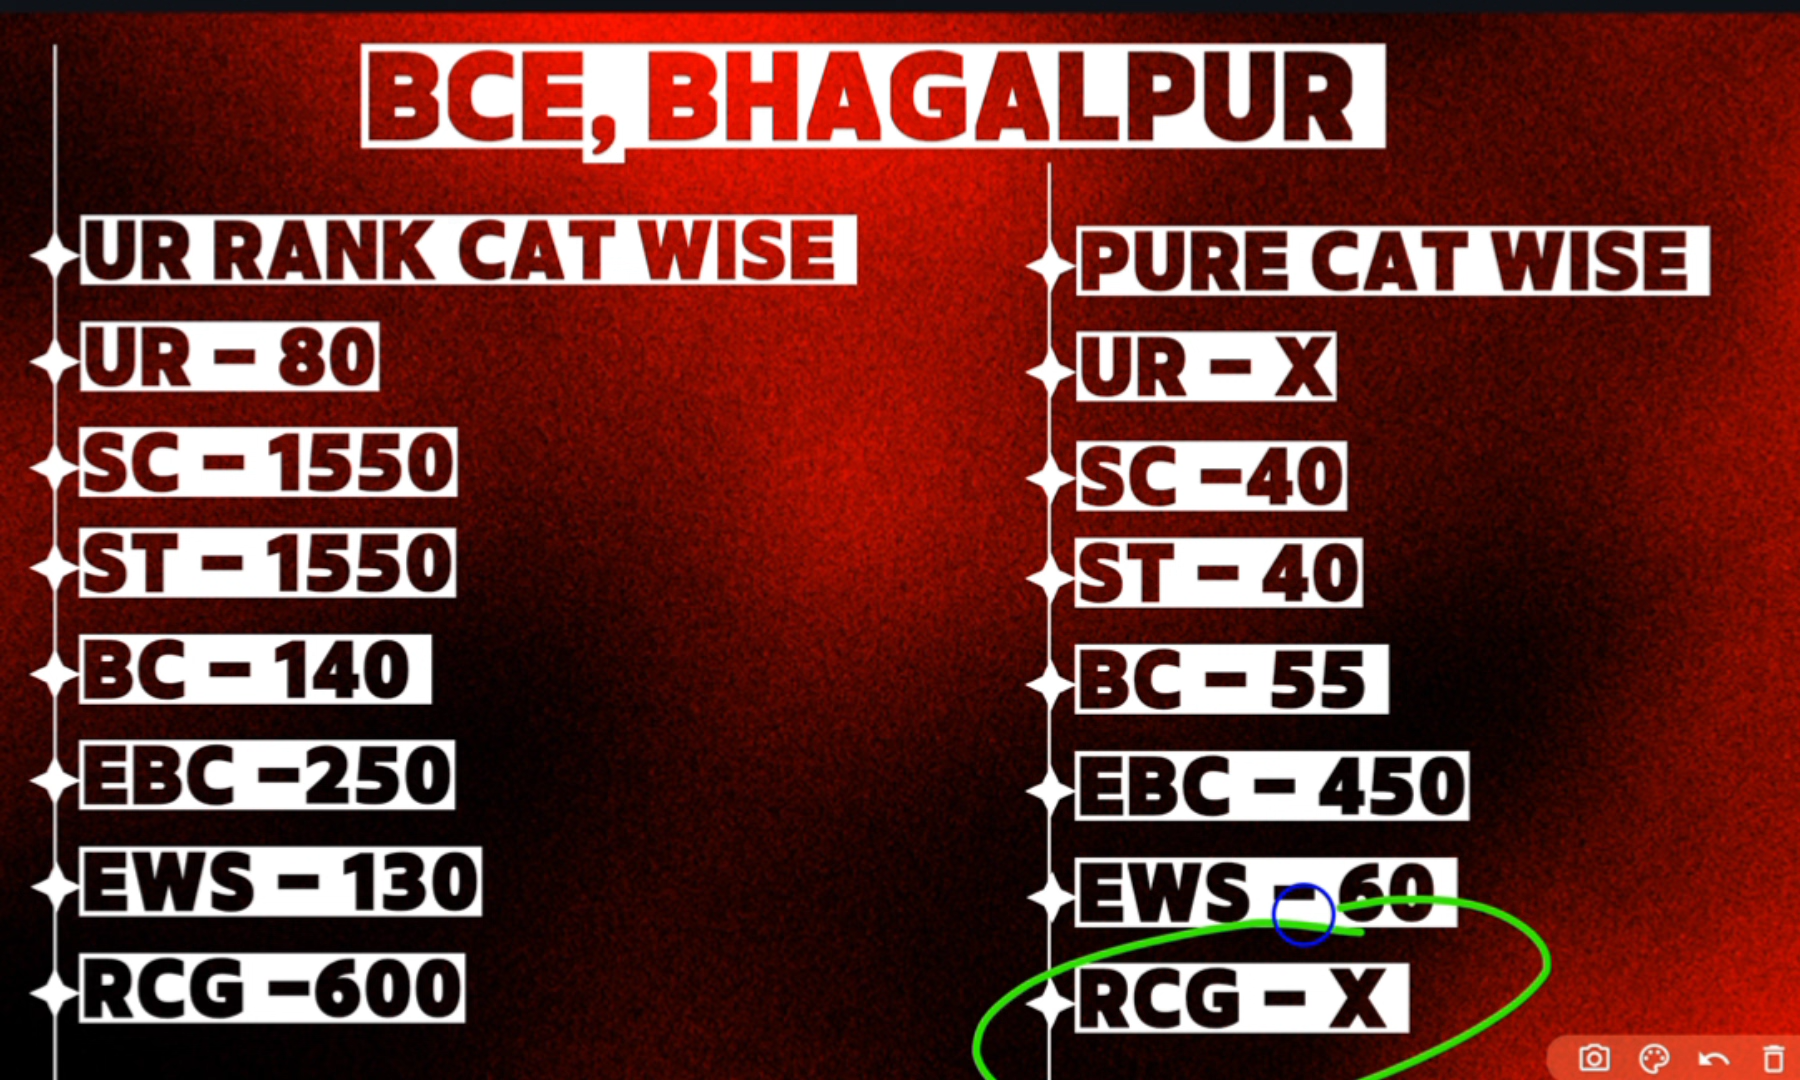 BCE, BHAGALPUR
UR RANK CAT WISE
UR - 80
SC - 1550
ST - 1550
BC - 140
EBC -250
EWS - 130
RCG -600
PURE CAT WISE
UR - X
SC -40
ST - 40
BC - 55
EBC - 450
EWS - 60
RCG - X